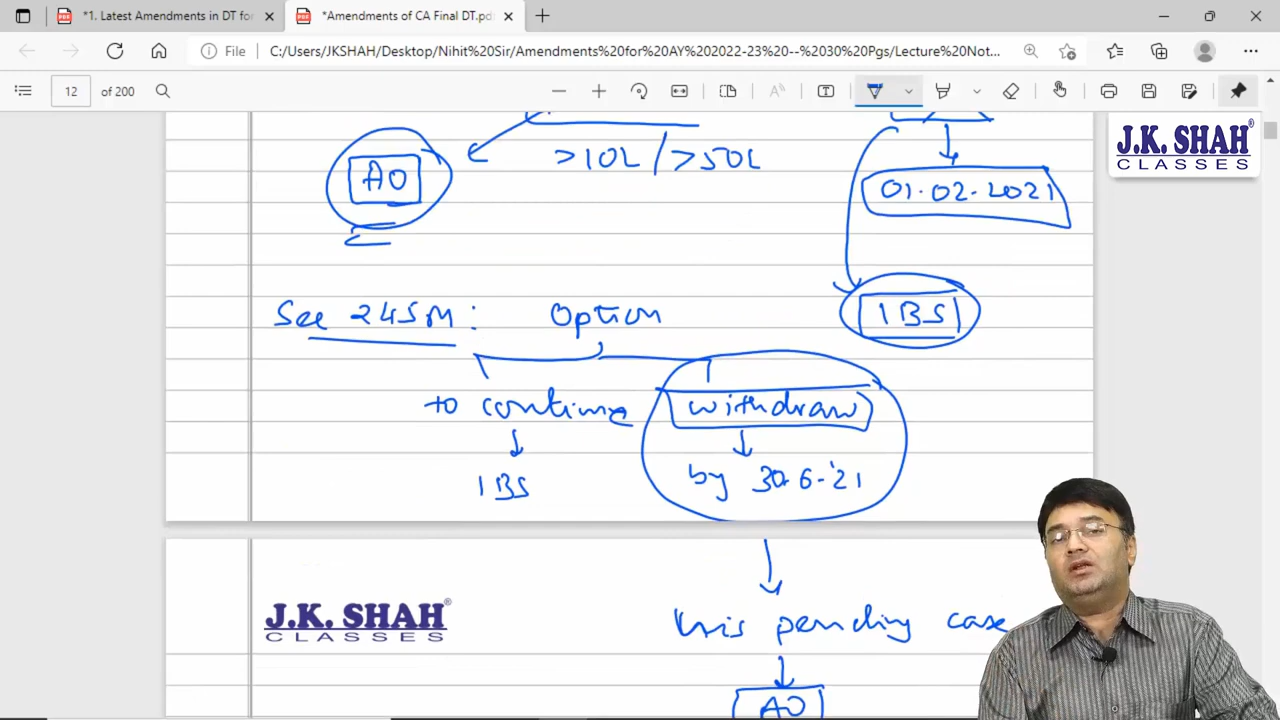 *1. Latest Amendments in DT for
*Amendments of CA Final DT.pdf
File
C:/Users/JKSHAH/Desktop/Nihit%20Sir/Amendments%20for%20AY%202022-23%20--%2030%20Pgs/Lecture%20Not...
12 of 200
J.K. SHAH®
CLASSES
>10L / >50L
AO
01.02.2021
Sec 245M: Option
IBS
to continue
withdraw
IBS
by 30.6.'21
J.K. SHAH®
CLASSES
this pending case
AO